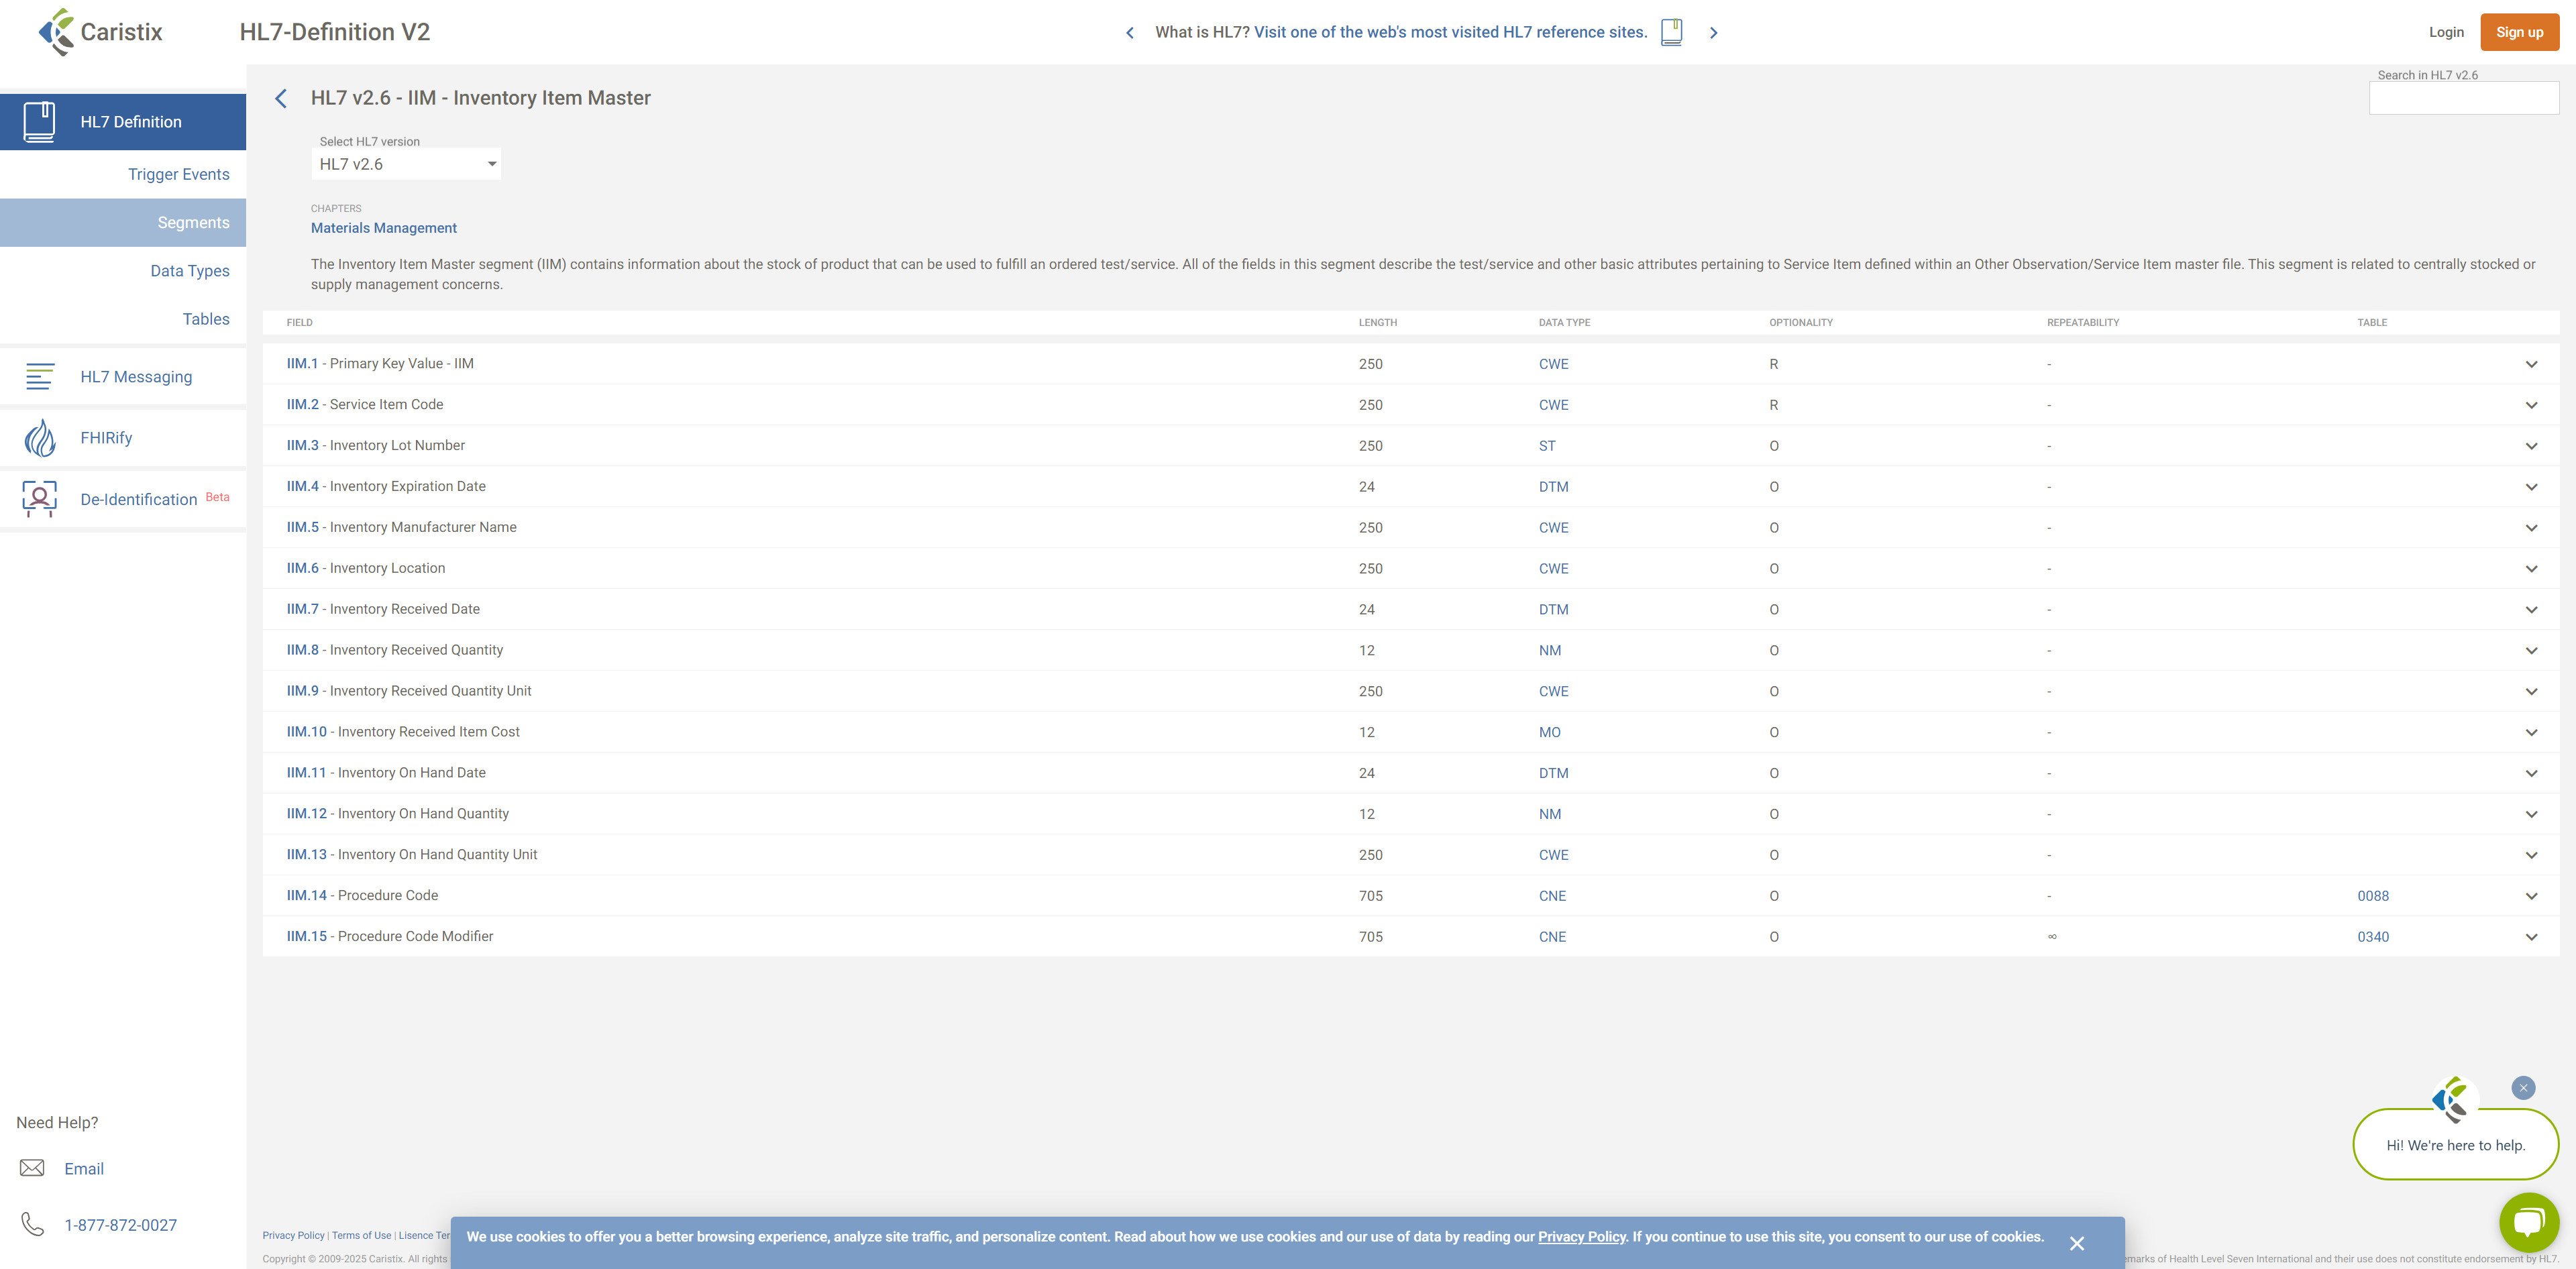 Caristix
HL7-Definition V2
What is HL7? Visit one of the web's most visited HL7 reference sites.
Login
Sign up
HL7 Definition
Trigger Events
Segments
Data Types
Tables
HL7 Messaging
FHIRify
De-Identification Beta
Need Help?
Email
1-877-872-0027
HL7 v2.6 - IIM - Inventory Item Master
Search in HL7 v2.6
Select HL7 version
HL7 v2.6
CHAPTERS
Materials Management
The Inventory Item Master segment (IIM) contains information about the stock of product that can be used to fulfill an ordered test/service. All of the fields in this segment describe the test/service and other basic attributes pertaining to Service Item defined within an Other Observation/Service Item master file. This segment is related to centrally stocked or
supply management concerns.
FIELD LENGTH DATA TYPE OPTIONALITY REPEATABILITY TABLE
IIM.1 - Primary Key Value - IIM 250 CWE R -
IIM.2 - Service Item Code 250 CWE R -
IIM.3 - Inventory Lot Number 250 ST O -
IIM.4 - Inventory Expiration Date 24 DTM O -
IIM.5 - Inventory Manufacturer Name 250 CWE O -
IIM.6 - Inventory Location 250 CWE O -
IIM.7 - Inventory Received Date 24 DTM O -
IIM.8 - Inventory Received Quantity 12 NM O -
IIM.9 - Inventory Received Quantity Unit 250 CWE O -
IIM.10 - Inventory Received Item Cost 12 MO O -
IIM.11 - Inventory On Hand Date 24 DTM O -
IIM.12 - Inventory On Hand Quantity 12 NM O -
IIM.13 - Inventory On Hand Quantity Unit 250 CWE O -
IIM.14 - Procedure Code 705 CNE O - 0088
IIM.15 - Procedure Code Modifier 705 CNE O ∞ 0340
Hi! We're here to help.
Privacy Policy | Terms of Use | Lisence Ter
Copyright © 2009-2025 Caristix. All rights
We use cookies to offer you a better browsing experience, analyze site traffic, and personalize content. Read about how we use cookies and our use of data by reading our Privacy Policy. If you continue to use this site, you consent to our use of cookies.
emarks of Health Level Seven International and their use does not constitute endorsement by HL7.